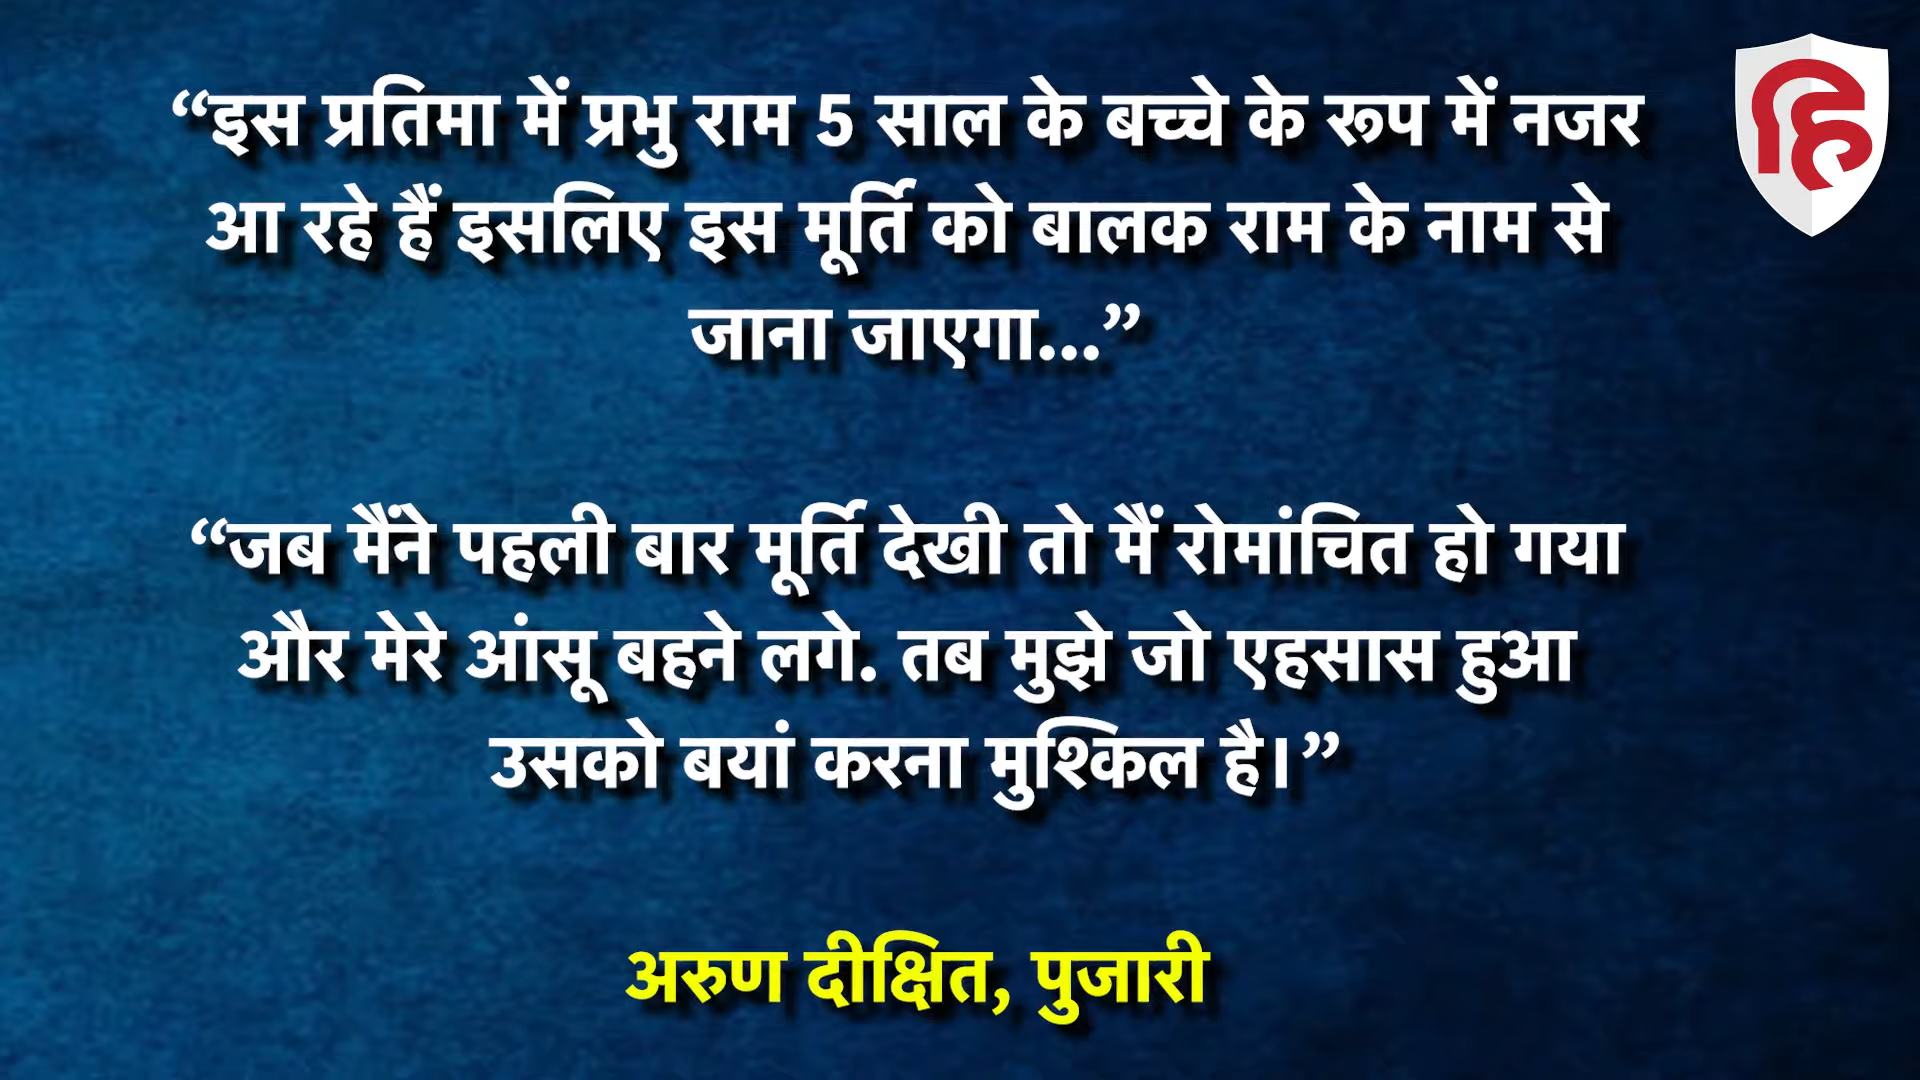 “इस प्रतिमा में प्रभु राम 5 साल के बच्चे के रूप में नजर
आ रहे हैं इसलिए इस मूर्ति को बालक राम के नाम से
जाना जाएगा...”
“जब मैंने पहली बार मूर्ति देखी तो मैं रोमांचित हो गया
और मेरे आंसू बहने लगे. तब मुझे जो एहसास हुआ
उसको बयां करना मुश्किल है।”
अरुण दीक्षित, पुजारी
हि